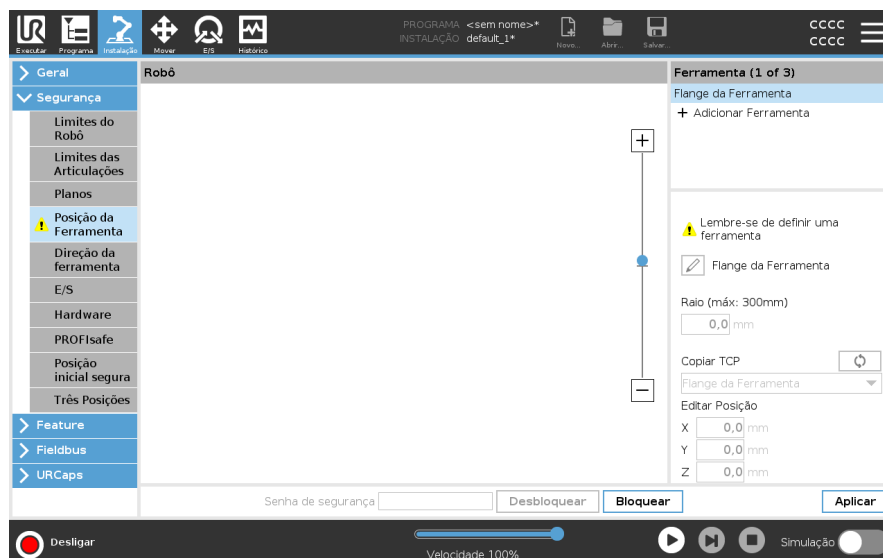 PROGRAMA <sem nome>*
INSTALAÇÃO default_1*
cccc
cccc
Executar Programa Instalação Mover E/S Histórico Novo... Abrir... Salvar...
Geral
Segurança
Limites do
Robô
Limites das
Articulações
Planos
Posição da
Ferramenta
Direção da
ferramenta
E/S
Hardware
PROFIsafe
Posição
inicial segura
Três Posições
Feature
Fieldbus
URCaps
Robô
Ferramenta (1 of 3)
Flange da Ferramenta
+ Adicionar Ferramenta
Lembre-se de definir uma
ferramenta
Flange da Ferramenta
Raio (máx: 300mm)
0,0 mm
Copiar TCP
Flange da Ferramenta
Editar Posição
X 0,0 mm
Y 0,0 mm
Z 0,0 mm
Senha de segurança Desbloquear Bloquear Aplicar
Desligar
Velocidade 100%
Simulação